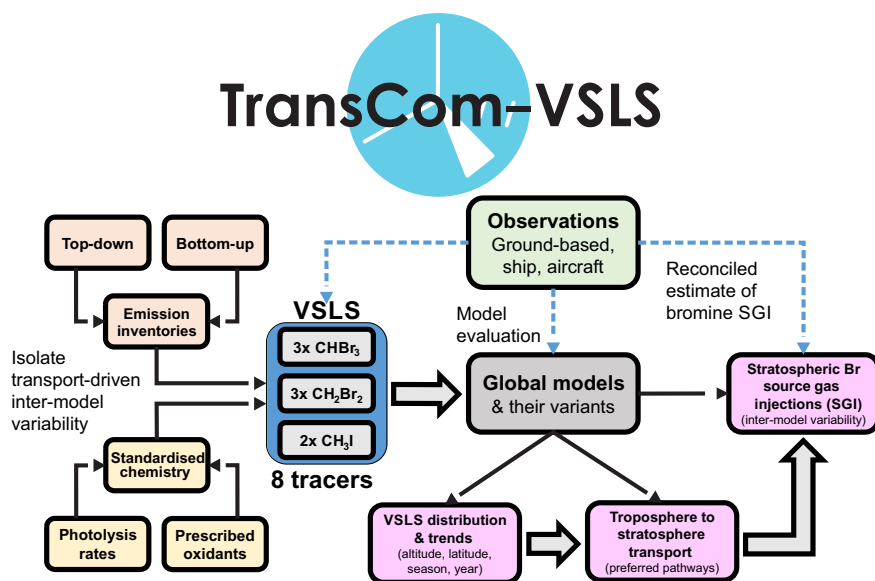 TransCom–VSLS
Top-down
Bottom-up
Emission
inventories
Isolate
transport-driven
inter-model
variability
Standardised
chemistry
Photolysis
rates
Prescribed
oxidants
VSLS
3x CHBr₃
3x CH₂Br₂
2x CH₃I
8 tracers
Observations
Ground-based,
ship, aircraft
Model
evaluation
Reconciled
estimate of
bromine SGI
Global models
& their variants
Stratospheric Br
source gas
injections (SGI)
(inter-model variability)
VSLS distribution
& trends
(altitude, latitude,
season, year)
Troposphere to
stratosphere
transport
(preferred pathways)